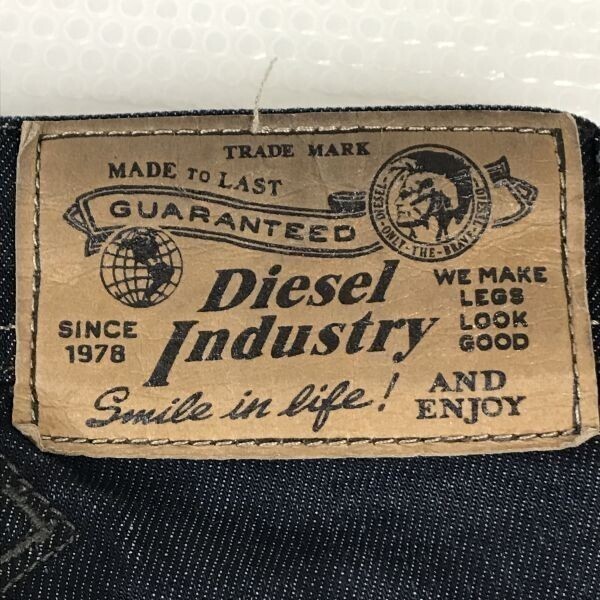 TRADE MARK
MADE TO LAST
GUARANTEED
DIESEL · ONLY · THE · BRAVE · DIESEL
Diesel
Industry
SINCE
1978
WE MAKE
LEGS
LOOK
GOOD
Smile in life!
AND
ENJOY